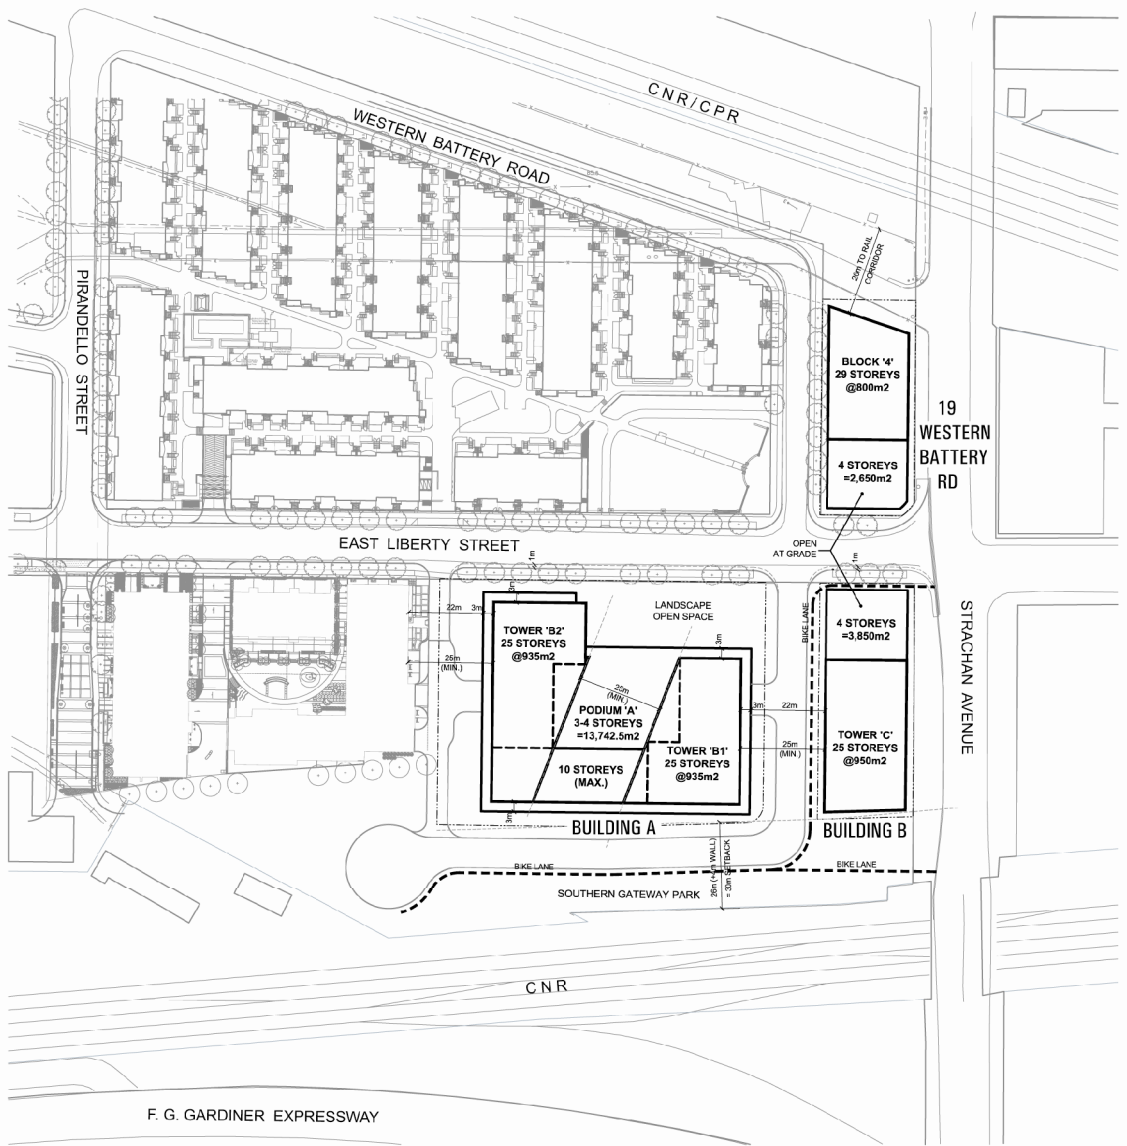 CNR/CPR
WESTERN BATTERY ROAD
PIRANDELLO STREET
20m TO RAIL
CORRIDOR
BLOCK '4'
29 STOREYS
@800m2
19
WESTERN
BATTERY
RD
4 STOREYS
=2,650m2
OPEN
AT GRADE
EAST LIBERTY STREET
1m
1m
3m
22m
3m
25m
(MIN.)
TOWER 'B2'
25 STOREYS
@935m2
LANDSCAPE
OPEN SPACE
3m
BIKE LANE
4 STOREYS
=3,850m2
STRACHAN AVENUE
25m
(MIN.)
PODIUM 'A'
3-4 STOREYS
=13,742.5m2
3m
22m
TOWER 'B1'
25 STOREYS
@935m2
25m
(MIN.)
TOWER 'C'
25 STOREYS
@950m2
10 STOREYS
(MAX.)
3m
BUILDING A
BUILDING B
BIKE LANE
BIKE LANE
= 30m SETBACK
SOUTHERN GATEWAY PARK
CNR
F. G. GARDINER EXPRESSWAY